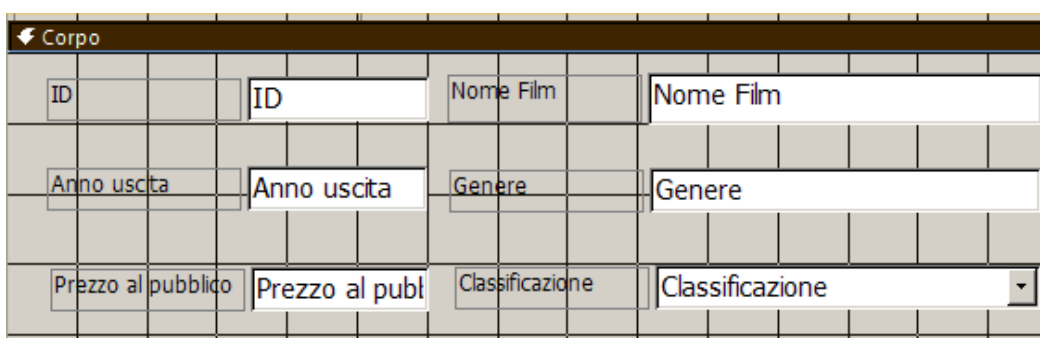 Corpo
ID ID Nome Film Nome Film
Anno uscita Anno uscita Genere Genere
Prezzo al pubblico Prezzo al pubbl Classificazione Classificazione